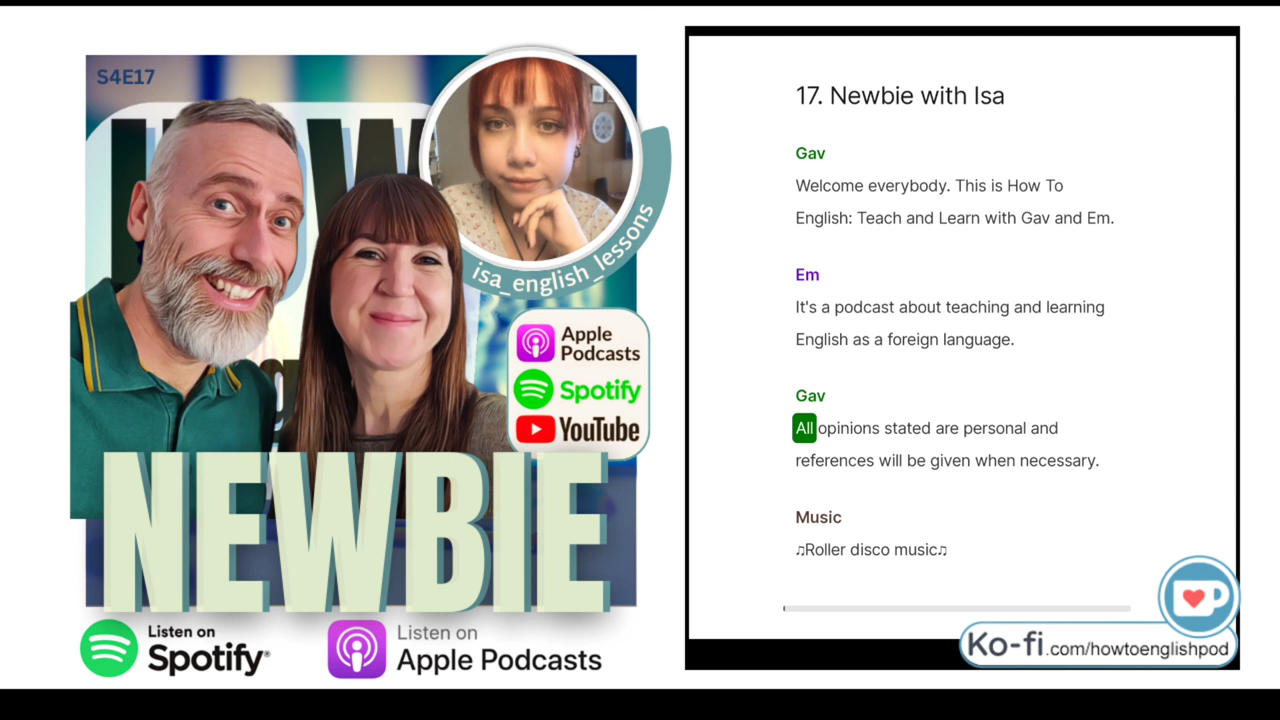 S4E17
HOW
isa_english_lessons
Apple
Podcasts
Spotify
YouTube
NEWBIE
Listen on
Spotify®
Listen on
Apple Podcasts
17. Newbie with Isa
Gav
Welcome everybody. This is How To
English: Teach and Learn with Gav and Em.
Em
It's a podcast about teaching and learning
English as a foreign language.
Gav
All opinions stated are personal and
references will be given when necessary.
Music
♫Roller disco music♫
Ko-fi.com/howtoenglishpod